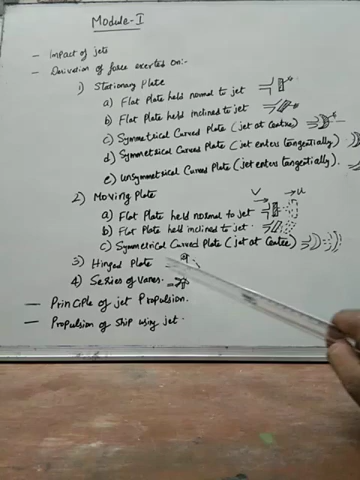 Module-I
- Impact of jets
- Derivation of force exerted on:-
1) Stationary Plate
a) Flat Plate held normal to jet
b) Flat Plate held inclined to jet
c) Symmetrical Curved Plate (jet at Centre)
d) Symmetrical Curved Plate (jet enters tangentially)
e) Unsymmetrical Curved Plate (jet enters tangentially).
2) Moving Plate V u
a) Flat Plate held normal to jet
b) Flat Plate held inclined to jet.
c) Symmetrical Curved Plate (jet at Centre)
3) Hinged Plate
4) Series of Vanes.
- Principle of jet Propulsion.
- Propulsion of ship using jet.